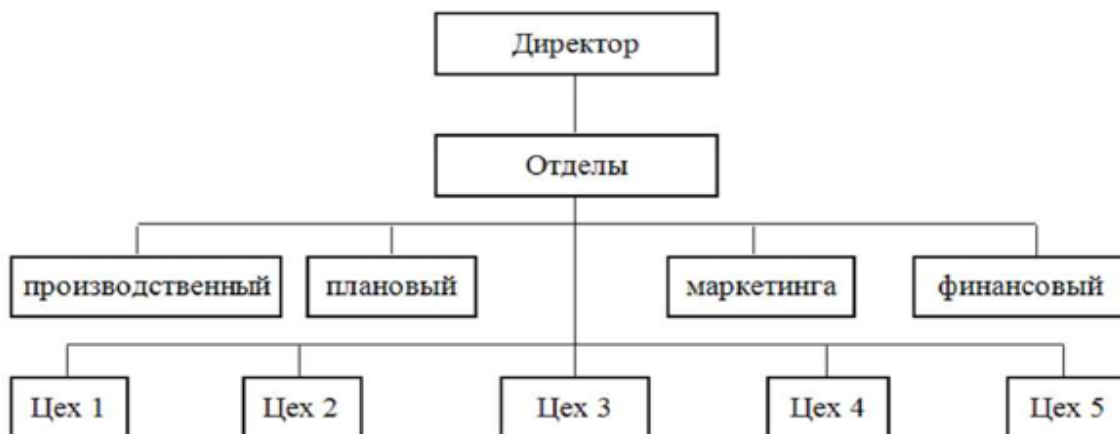 Директор
Отделы
производственный
плановый
маркетинга
финансовый
Цех 1
Цех 2
Цех 3
Цех 4
Цех 5